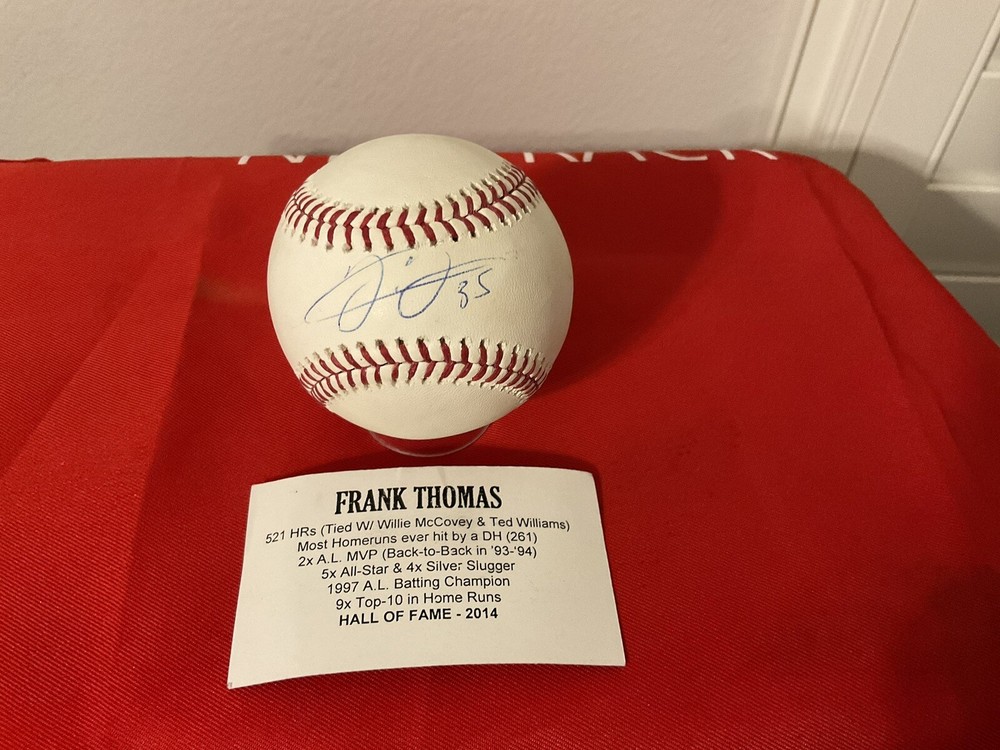 35
FRANK THOMAS
521 HRs (Tied W/ Willie McCovey & Ted Williams)
Most Homeruns ever hit by a DH (261)
2x A.L. MVP (Back-to-Back in '93-'94)
5x All-Star & 4x Silver Slugger
1997 A.L. Batting Champion
9x Top-10 in Home Runs
HALL OF FAME - 2014